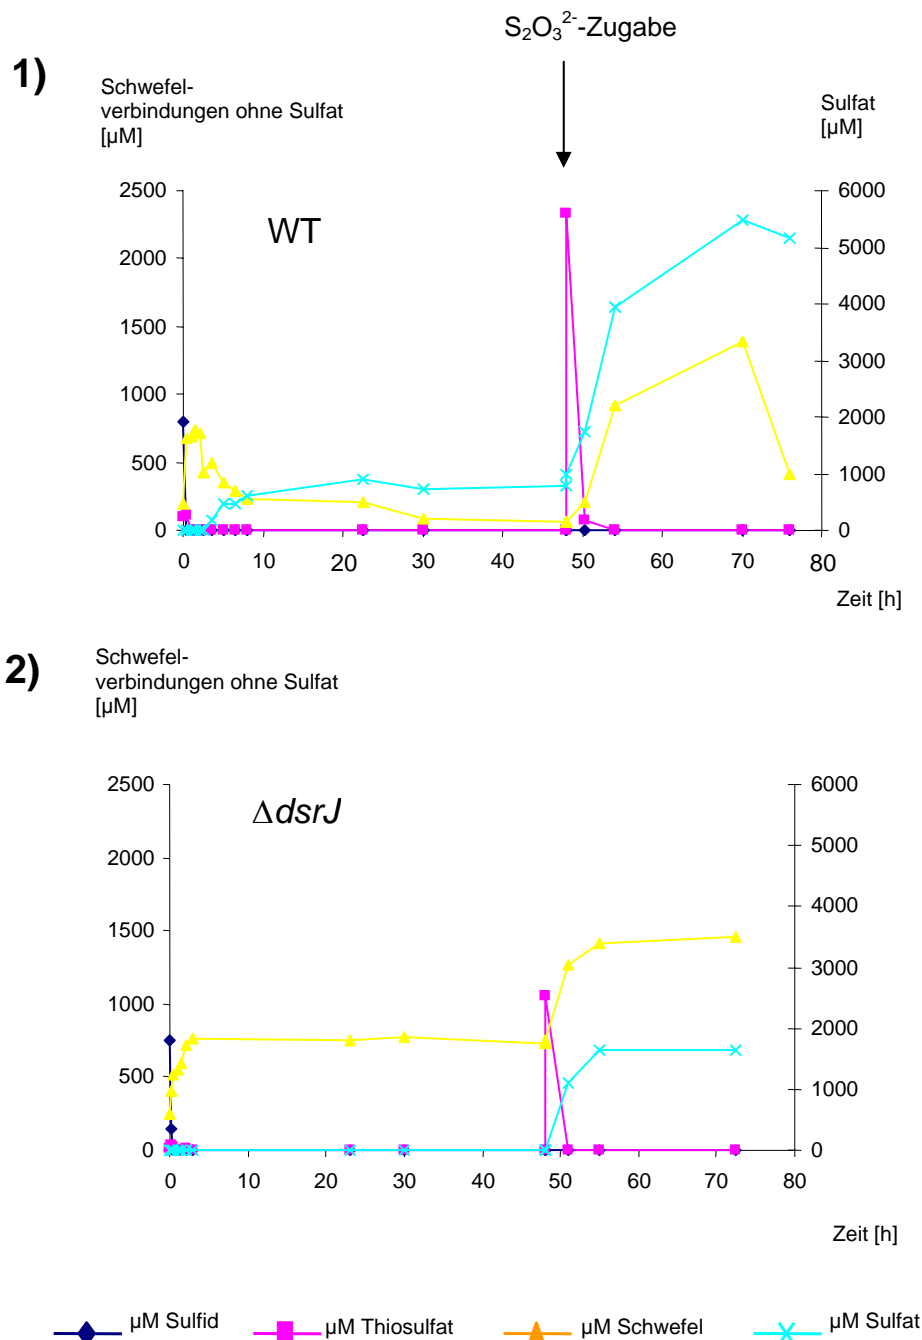 S₂O₃²⁻-Zugabe
1)
Schwefel-
verbindungen ohne Sulfat
[µM]
Sulfat
[µM]
WT
2500
2000
1500
1000
500
0
6000
5000
4000
3000
2000
1000
0
0 10 20 30 40 50 60 70 80
Zeit [h]
2)
Schwefel-
verbindungen ohne Sulfat
[µM]
ΔdsrJ
2500
2000
1500
1000
500
0
6000
5000
4000
3000
2000
1000
0
0 10 20 30 40 50 60 70 80
Zeit [h]
µM Sulfid µM Thiosulfat µM Schwefel µM Sulfat